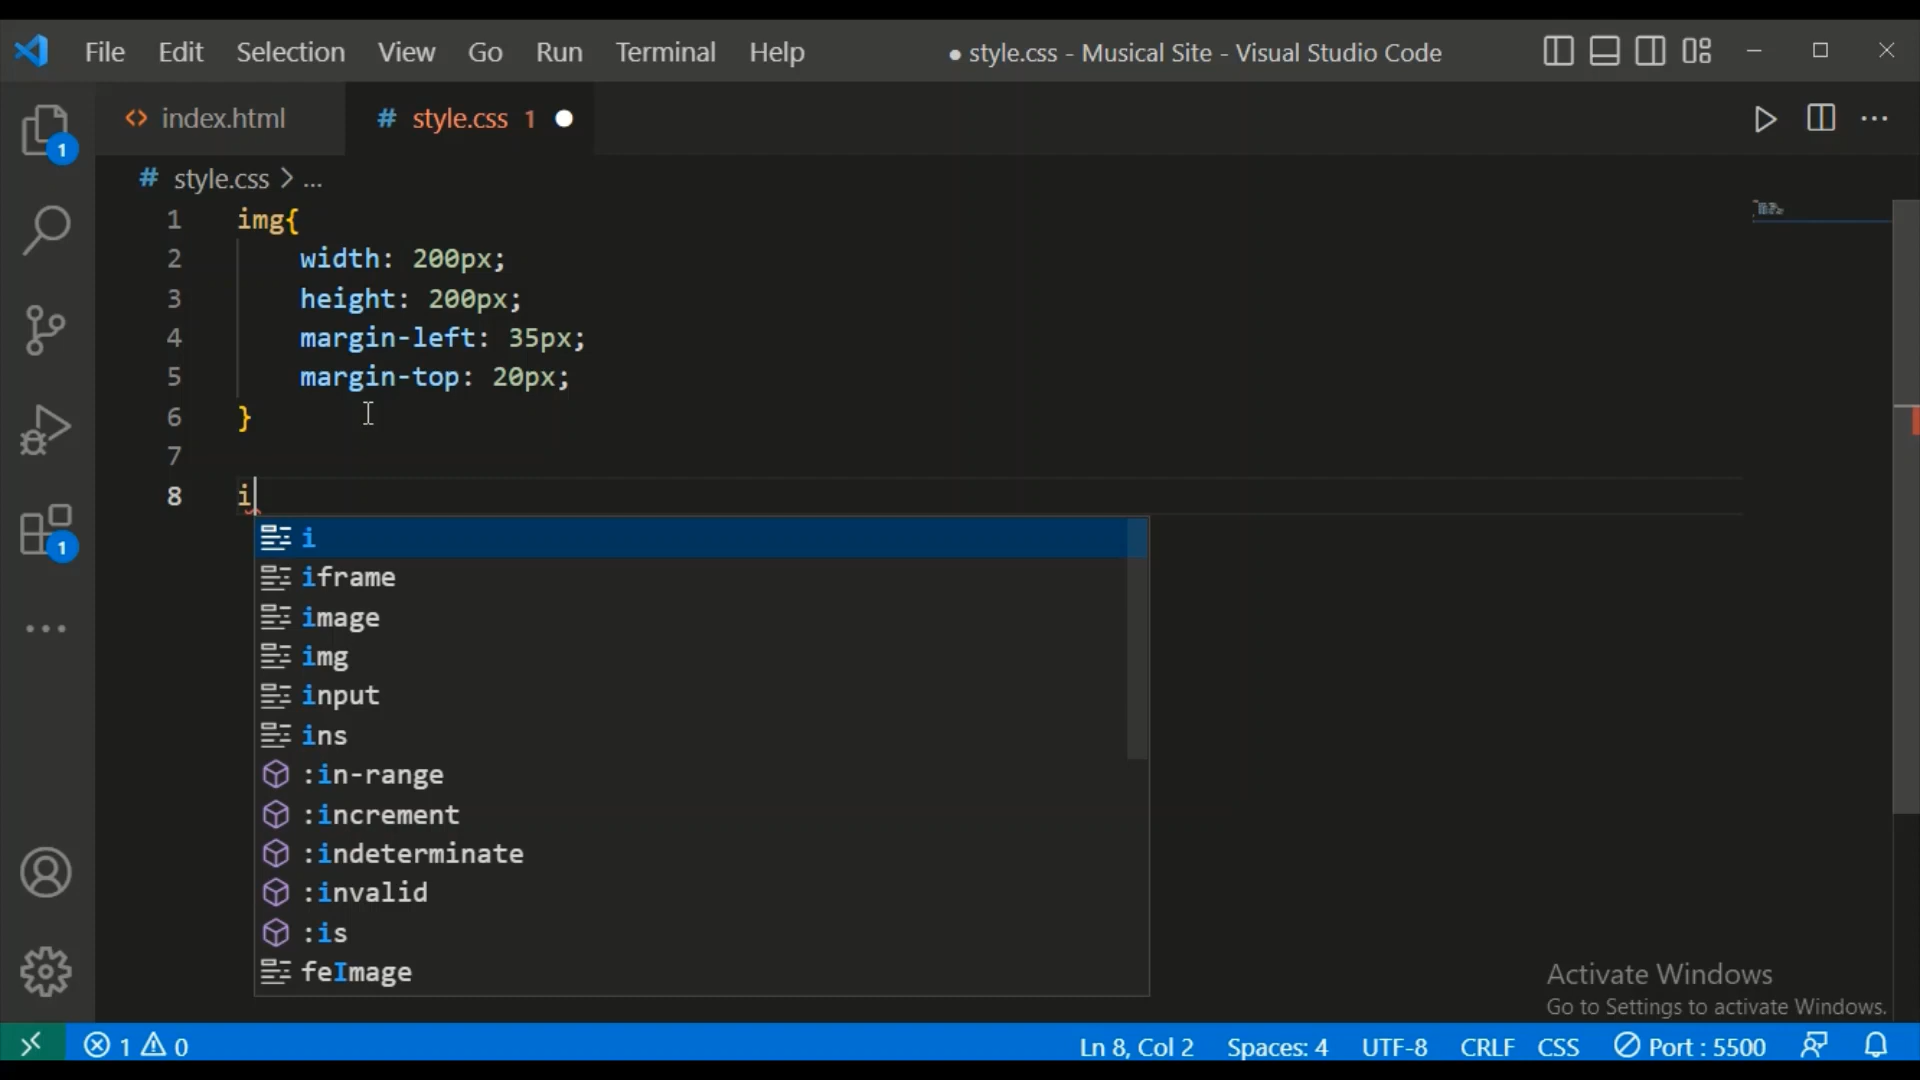 File Edit Selection View Go Run Terminal Help ● style.css - Musical Site - Visual Studio Code
index.html # style.css 1
# style.css > ...
1 img{
2 width: 200px;
3 height: 200px;
4 margin-left: 35px;
5 margin-top: 20px;
6 }
7
8 i
i
iframe
image
img
input
ins
:in-range
:increment
:indeterminate
:invalid
:is
feImage
1
1
Activate Windows
Go to Settings to activate Windows.
1 0 Ln 8, Col 2 Spaces: 4 UTF-8 CRLF CSS Port : 5500